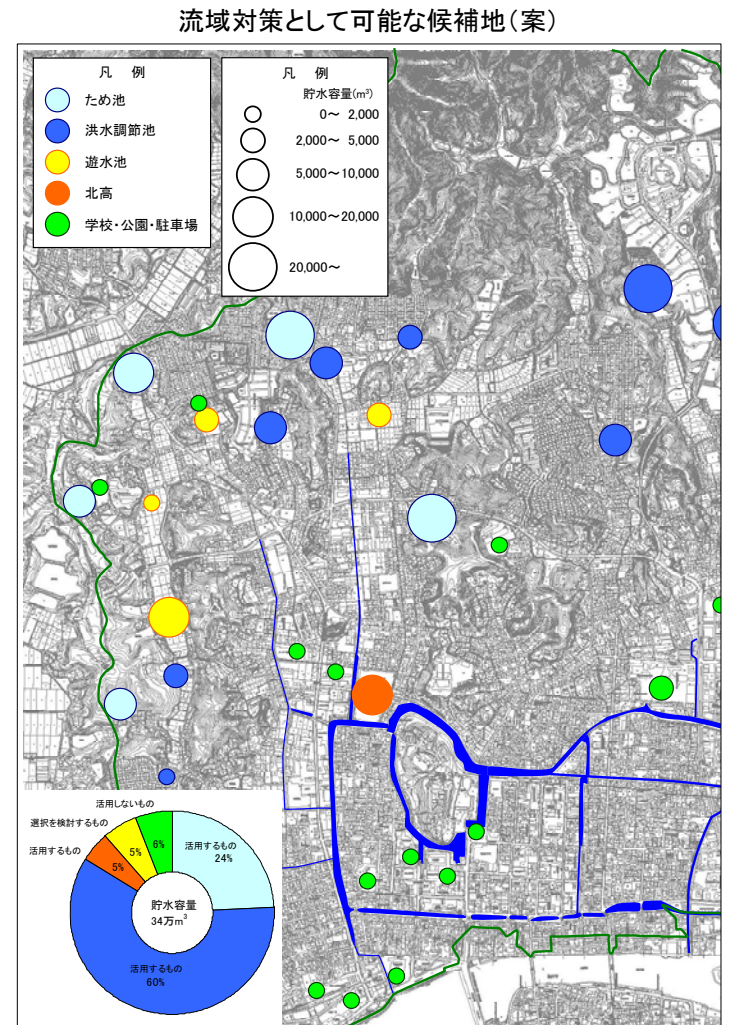 流域対策として可能な候補地(案)
凡 例
ため池
洪水調節池
遊水池
北高
学校・公園・駐車場
凡 例
貯水容量(m³)
0～ 2,000
2,000～ 5,000
5,000～10,000
10,000～20,000
20,000～
活用しないもの
選択を検討するもの
活用するもの
6%
5%
5%
活用するもの
24%
貯水容量
34万m³
活用するもの
60%